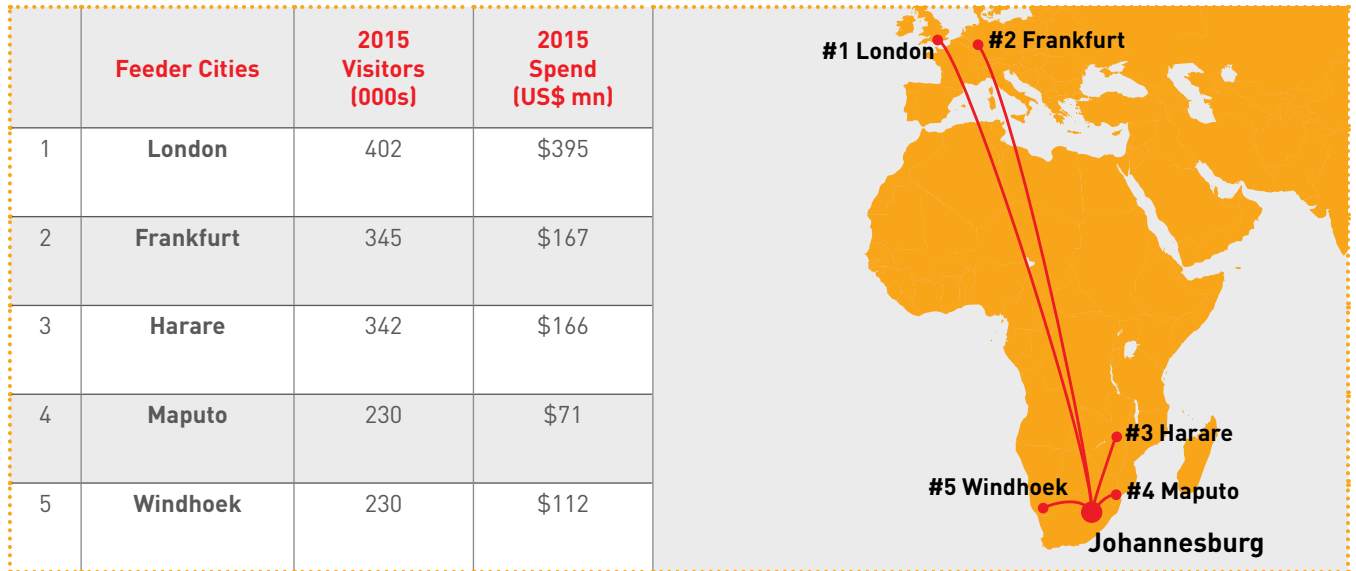 Feeder Cities
2015
Visitors
(000s)
2015
Spend
(US$ mn)
1 London 402 $395
2 Frankfurt 345 $167
3 Harare 342 $166
4 Maputo 230 $71
5 Windhoek 230 $112
#1 London
#2 Frankfurt
#3 Harare
#5 Windhoek
#4 Maputo
Johannesburg